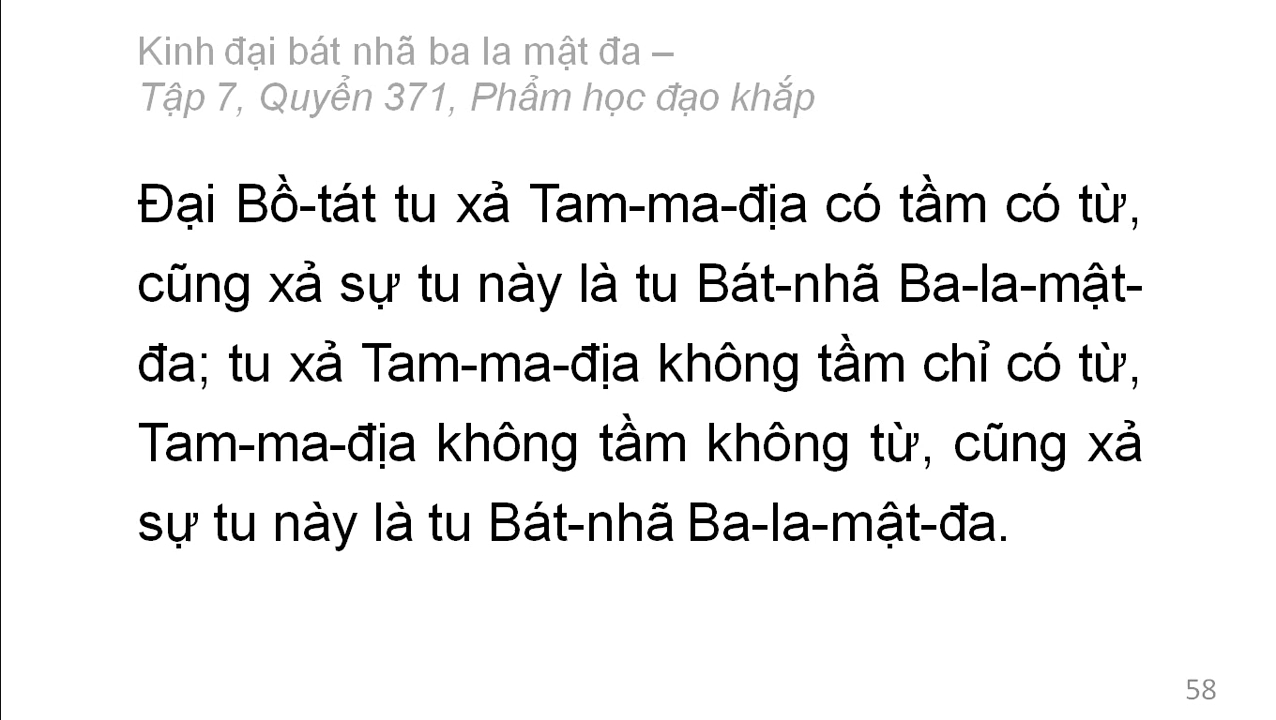 Kinh đại bát nhã ba la mật đa –
Tập 7, Quyển 371, Phẩm học đạo khắp
Đại Bồ-tát tu xả Tam-ma-địa có tầm có từ,
cũng xả sự tu này là tu Bát-nhã Ba-la-mật-
đa; tu xả Tam-ma-địa không tầm chỉ có từ,
Tam-ma-địa không tầm không từ, cũng xả
sự tu này là tu Bát-nhã Ba-la-mật-đa.
58